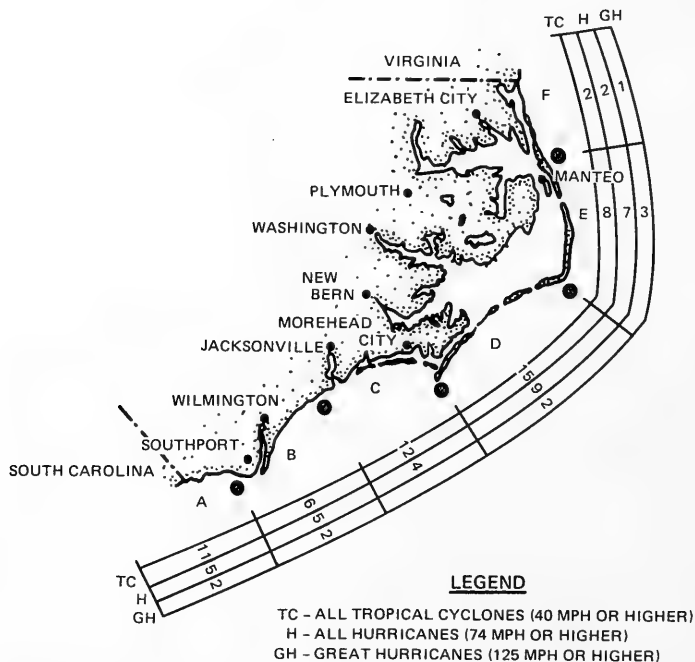 TC H GH
VIRGINIA
ELIZABETH CITY
F
2 2 1
MANTEO
PLYMOUTH
E
8 7 3
WASHINGTON
NEW
BERN
MOREHEAD
CITY
JACKSONVILLE
D
C
15 9 2
WILMINGTON
12 4
SOUTHPORT
B
SOUTH CAROLINA
A
6 5 2
11 5 2
TC
H
GH
LEGEND
TC - ALL TROPICAL CYCLONES (40 MPH OR HIGHER)
H - ALL HURRICANES (74 MPH OR HIGHER)
GH - GREAT HURRICANES (125 MPH OR HIGHER)